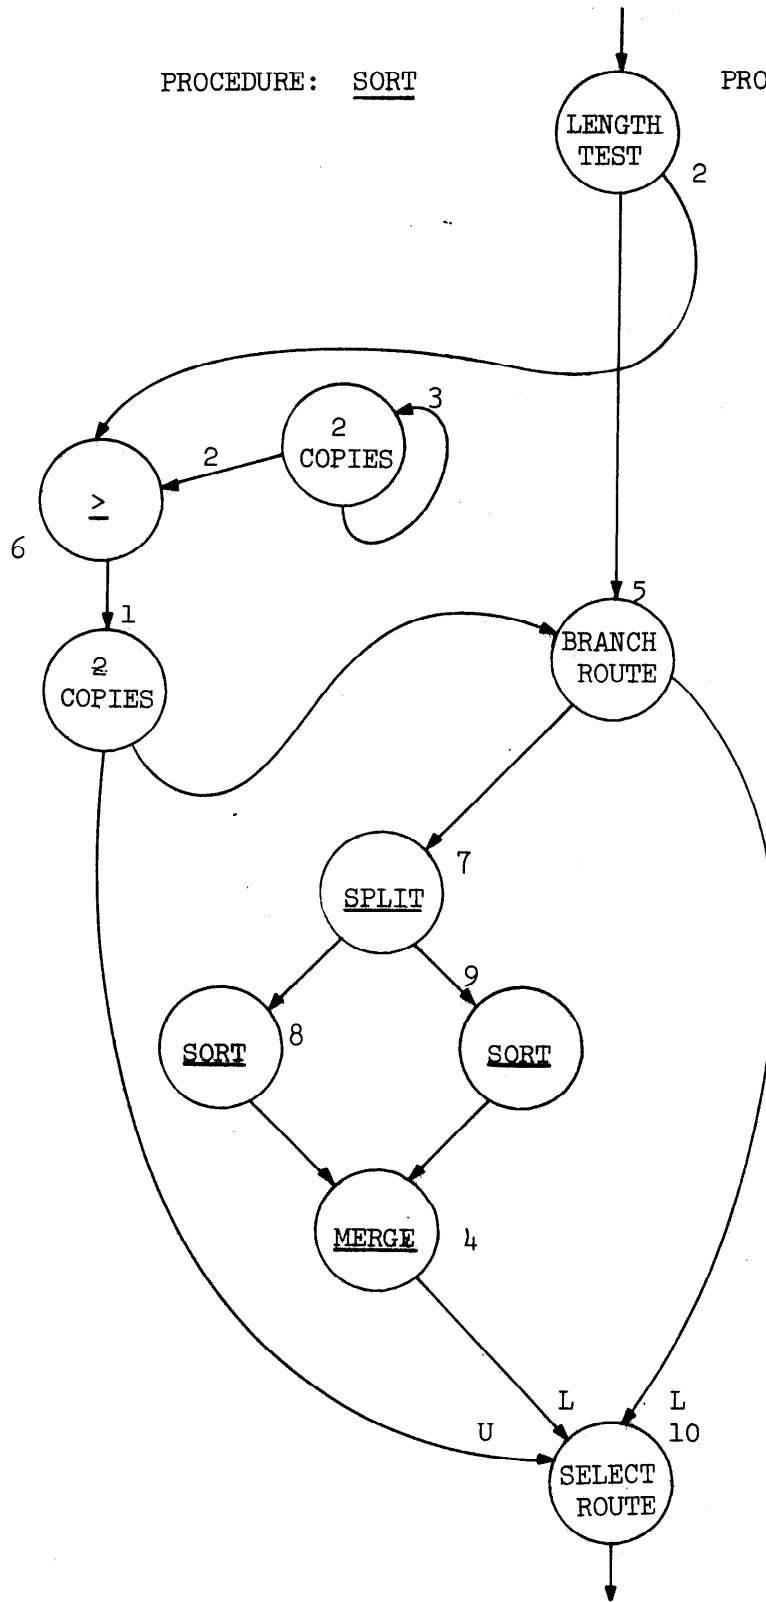 PROCEDURE: SORT
PRO
LENGTH
TEST
2
3
2
COPIES
2
≥
6
1
5
2
COPIES
BRANCH
ROUTE
7
SPLIT
9
8
SORT
SORT
MERGE
4
L
L
U
10
SELECT
ROUTE